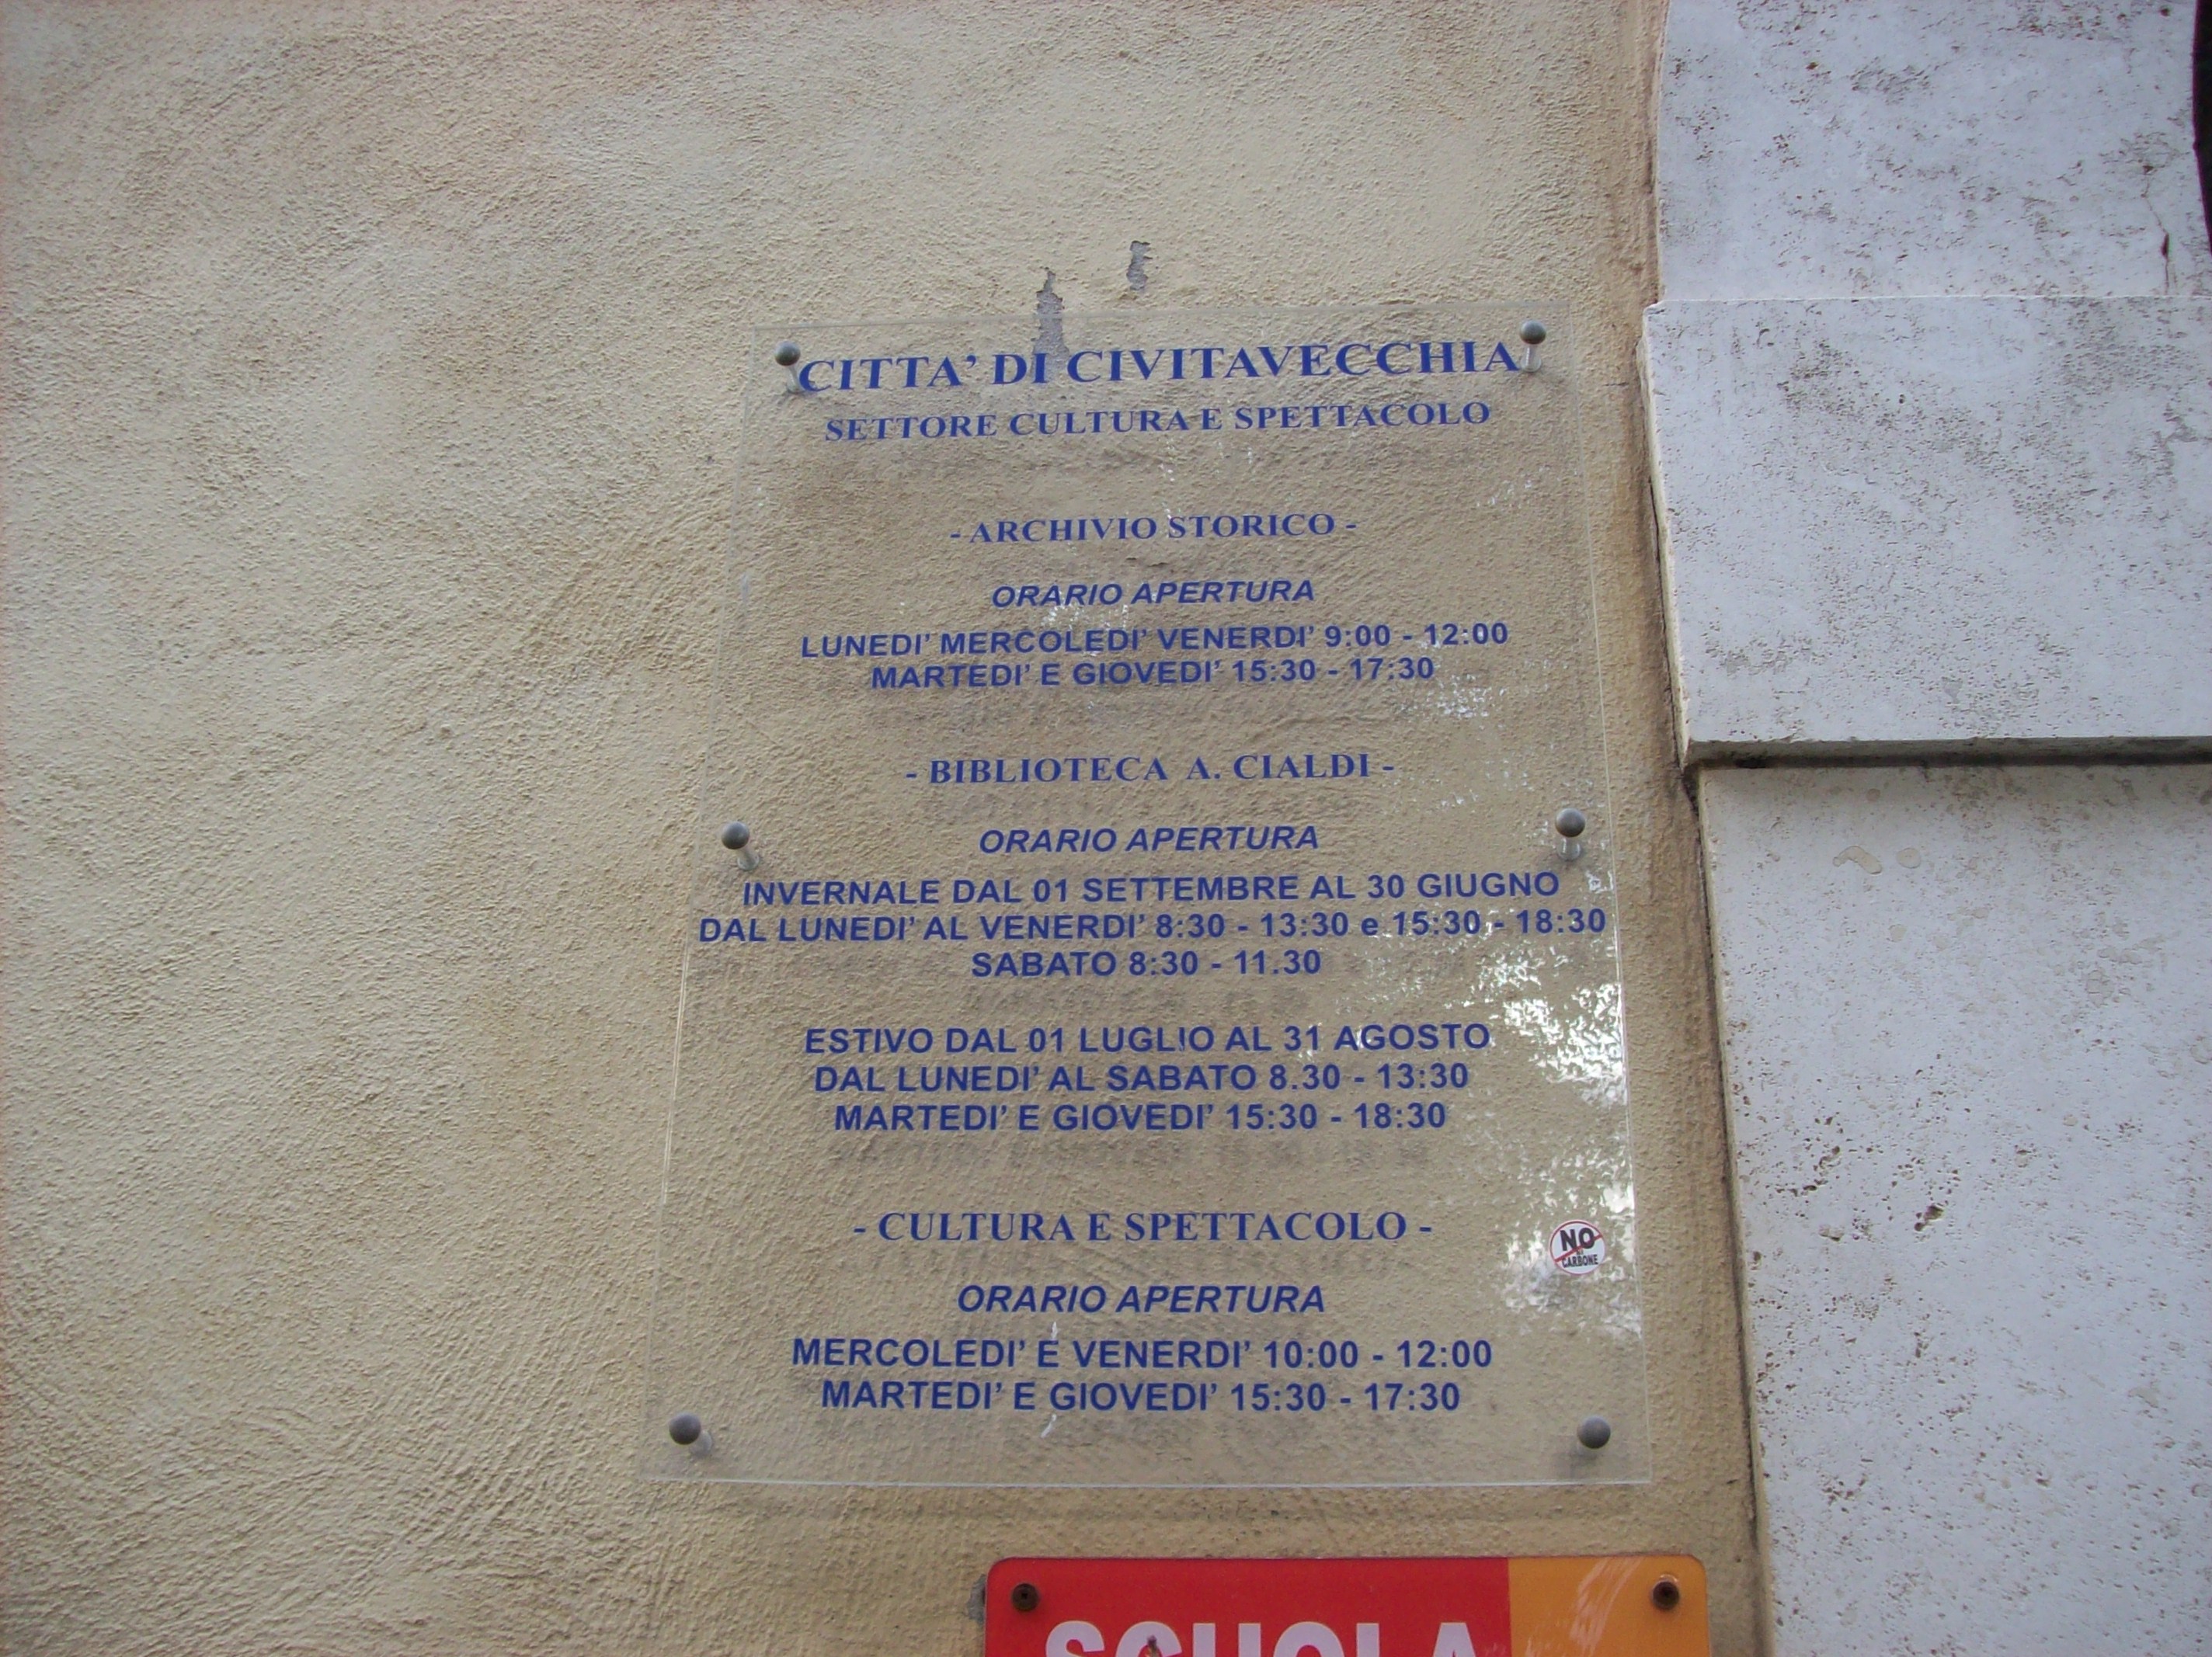 CITTA' DI CIVITAVECCHIA
SETTORE CULTURA E SPETTACOLO
- ARCHIVIO STORICO -
ORARIO APERTURA
LUNEDI' MERCOLEDI' VENERDI' 9:00 - 12:00
MARTEDI' E GIOVEDI' 15:30 - 17:30
- BIBLIOTECA A. CIALDI -
ORARIO APERTURA
INVERNALE DAL 01 SETTEMBRE AL 30 GIUGNO
DAL LUNEDI' AL VENERDI' 8:30 - 13:30 e 15:30 - 18:30
SABATO 8:30 - 11.30
ESTIVO DAL 01 LUGLIO AL 31 AGOSTO
DAL LUNEDI' AL SABATO 8.30 - 13:30
MARTEDI' E GIOVEDI' 15:30 - 18:30
- CULTURA E SPETTACOLO -
NO
CARBONE
ORARIO APERTURA
MERCOLEDI' E VENERDI' 10:00 - 12:00
MARTEDI' E GIOVEDI' 15:30 - 17:30
SCUOLA